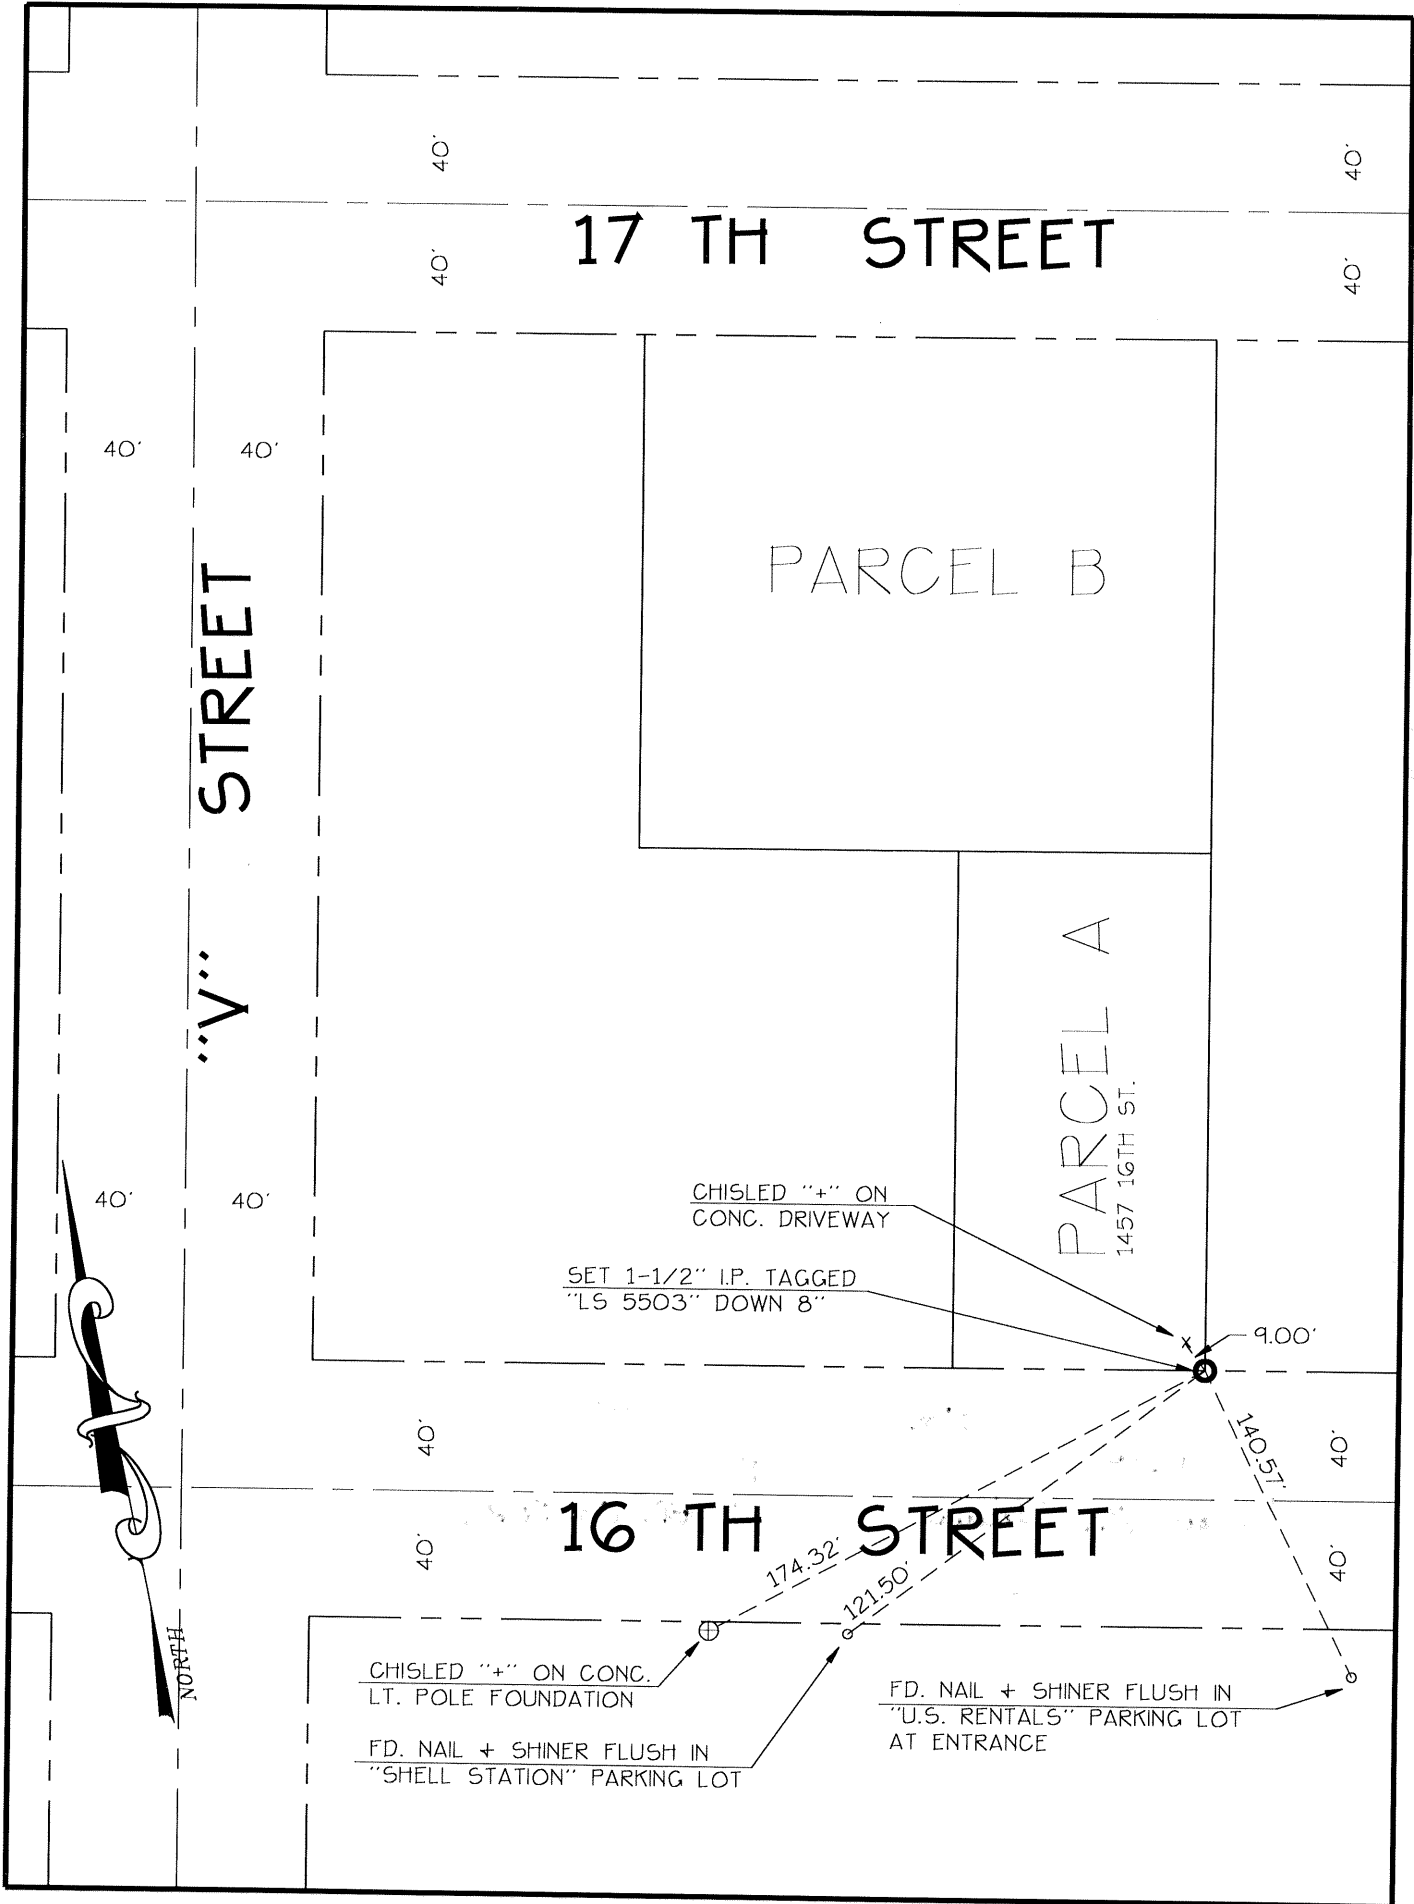 40' 40'
17 TH STREET
40' 40'
40' 40'
PARCEL B
"V" STREET
PARCEL A
1457 16TH ST.
40' 40'
CHISLED "+" ON
CONC. DRIVEWAY
SET 1-1/2" I.P. TAGGED
"LS 5503" DOWN 8"
9.00'
40' 40'
140.57'
16 TH STREET
40' 40'
174.32'
121.50'
NORTH
CHISLED "+" ON CONC.
LT. POLE FOUNDATION
FD. NAIL + SHINER FLUSH IN
"U.S. RENTALS" PARKING LOT
AT ENTRANCE
FD. NAIL + SHINER FLUSH IN
"SHELL STATION" PARKING LOT